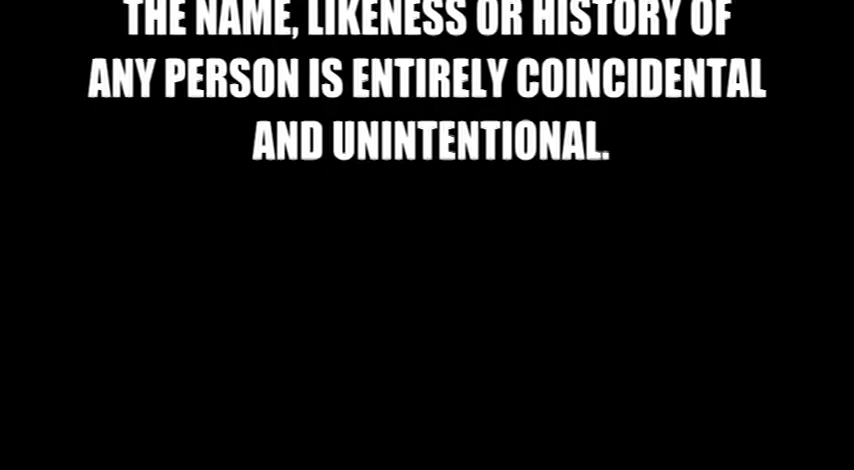 THE NAME, LIKENESS OR HISTORY OF
ANY PERSON IS ENTIRELY COINCIDENTAL
AND UNINTENTIONAL.